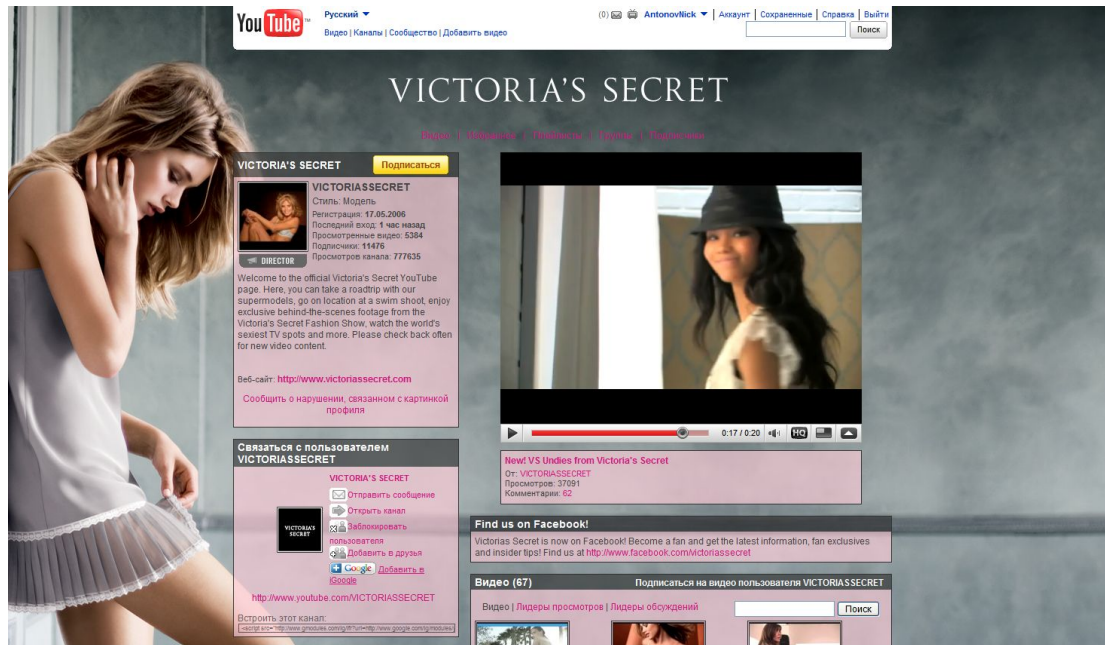 YouTube™
Русский
(0) AntonovNick | Аккаунт | Сохраненные | Справка | Выйти
Видео | Каналы | Сообщество | Добавить видео
Поиск
VICTORIA'S SECRET
VICTORIA'S SECRET
Подписаться
VICTORIASSECRET
Стиль: Модель
Регистрация: 17.05.2006
Последний вход: 1 час назад
Просмотренные видео: 5384
Подписчики: 11476
Просмотров канала: 777635
DIRECTOR
Welcome to the official Victoria's Secret YouTube
page. Here, you can take a roadtrip with our
supermodels, go on location at a swim shoot, enjoy
exclusive behind-the-scenes footage from the
Victoria's Secret Fashion Show, watch the world's
sexiest TV spots and more. Please check back often
for new video content.
Веб-сайт: http://www.victoriassecret.com
Сообщить о нарушении, связанном с картинкой
профиля
Связаться с пользователем
VICTORIASSECRET
VICTORIA'S SECRET
Отправить сообщение
Открыть канал
Заблокировать
пользователя
Добавить в друзья
Google Добавить в
iGoogle
VICTORIA'S
SECRET
http://www.youtube.com/VICTORIASSECRET
Встроить этот канал:
0:17 / 0:20
HQ
New! VS Undies from Victoria's Secret
От: VICTORIASSECRET
Просмотров: 37091
Комментарии: 62
Find us on Facebook!
Victorias Secret is now on Facebook! Become a fan and get the latest information, fan exclusives
and insider tips! Find us at http://www.facebook.com/victoriassecret
Видео (67)
Подписаться на видео пользователя VICTORIASSECRET
Видео | Лидеры просмотров | Лидеры обсуждений
Поиск